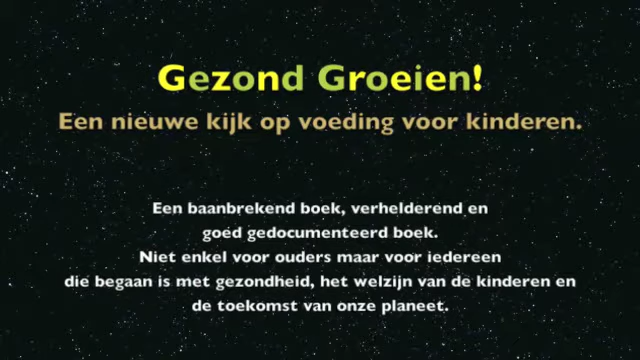 Gezond Groeien!
Een nieuwe kijk op voeding voor kinderen.
Een baanbrekend boek, verhelderend en
goed gedocumenteerd boek.
Niet enkel voor ouders maar voor iedereen
die begaan is met gezondheid, het welzijn van de kinderen en
de toekomst van onze planeet.